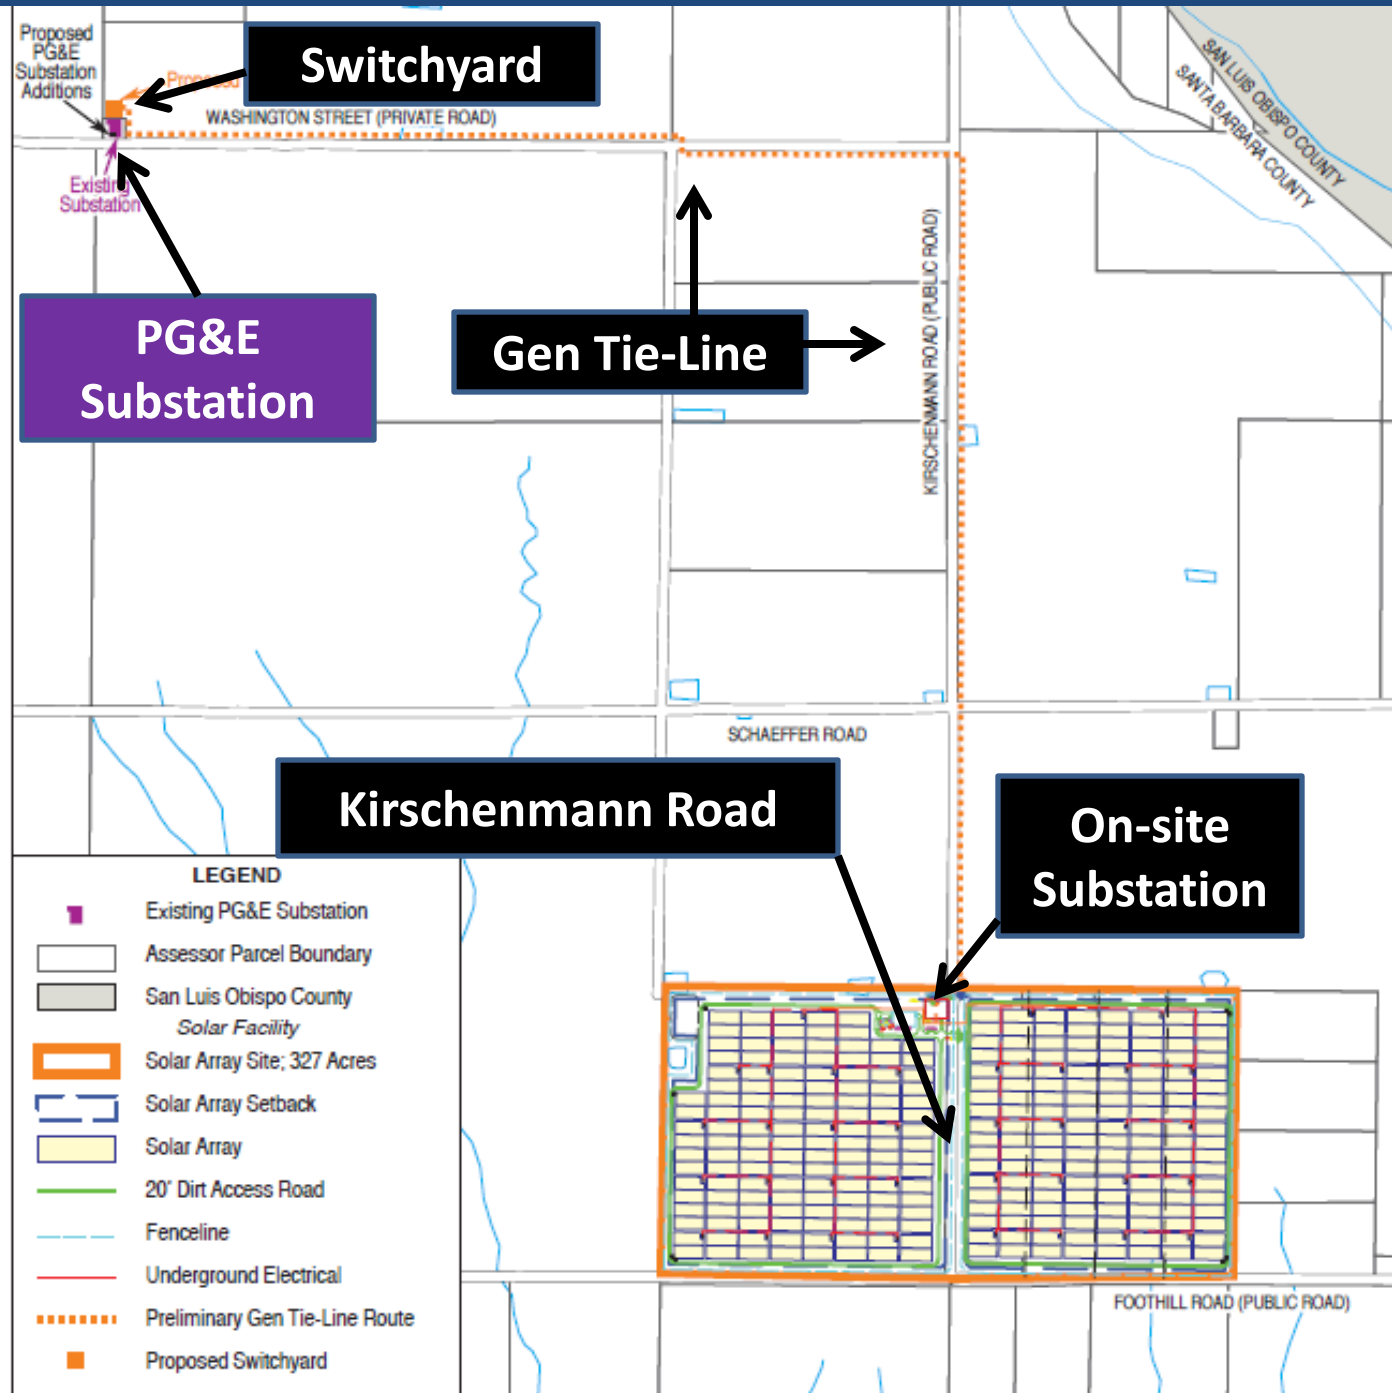 Proposed
PG&E
Substation
Additions
Proposed
Switchyard
WASHINGTON STREET (PRIVATE ROAD)
Existing
Substation
PG&E
Substation
Gen Tie-Line
KIRSCHENMANN ROAD (PUBLIC ROAD)
SAN LUIS OBISPO COUNTY
SANTA BARBARA COUNTY
SCHAEFFER ROAD
Kirschenmann Road
On-site
Substation
LEGEND
Existing PG&E Substation
Assessor Parcel Boundary
San Luis Obispo County
Solar Facility
Solar Array Site; 327 Acres
Solar Array Setback
Solar Array
20' Dirt Access Road
Fenceline
Underground Electrical
Preliminary Gen Tie-Line Route
Proposed Switchyard
FOOTHILL ROAD (PUBLIC ROAD)